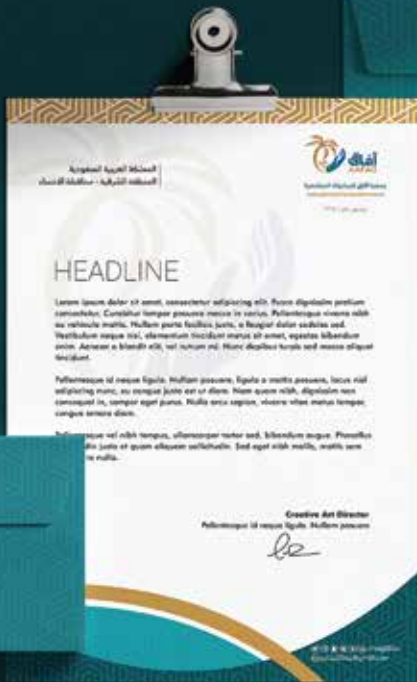 المملكة العربية السعودية
المنطقة الشرقية - محافظة الاحساء
آفاق
AAFAQ
HEADLINE
Lorem ipsum dolor sit amet, consectetur adipiscing elit. Fusce dignissim pretium
consectetur. Curabitur tempor posuere massa in varius. Pellentesque viverra nibh
eu vehicula mattis. Nullam porta facilisis justo, a feugiat dolor sodales sed.
Vestibulum neque nisi, elementum tincidunt metus sit amet, egestas bibendum
enim. Aenean a blandit elit, vel rutrum mi. Nunc dapibus turpis sed massa aliquet
tincidunt.
Pellentesque id neque ligula. Nullam posuere, ligula a mattis posuere, lacus nisl
adipiscing nunc, eu congue justo est ut diam. Nam quam nibh, dignissim non
consequat in, semper eget purus. Nulla arcu sapien, viverra vitae metus tempor,
congue ornare diam.
vel nibh tempus, ullamcorper tortor sed, bibendum augue. Phasellus
justo et quam aliquam sollicitudin. Sed eget nibh mollis, mattis sem
nulla.
Creative Art Director
Pellentesque id neque ligula. Nullam posuere